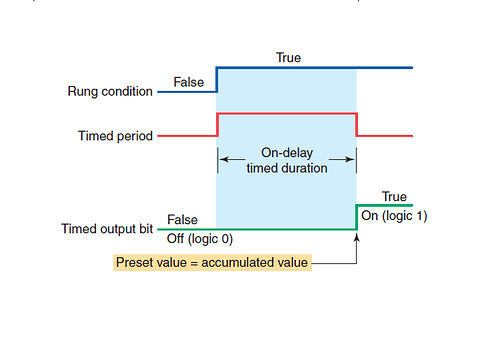 True
False
Rung condition
Timed period
On-delay
timed duration
True
False
On (logic 1)
Timed output bit
Off (logic 0)
Preset value = accumulated value